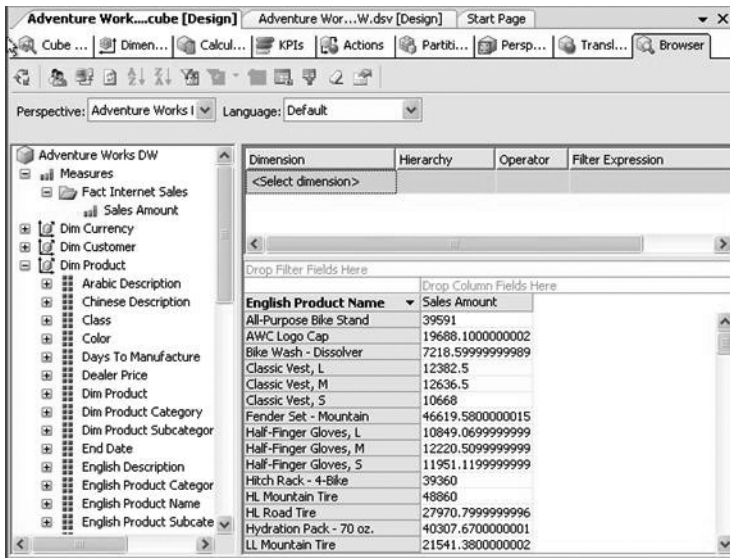 Adventure Work....cube [Design] Adventure Wor...W.dsv [Design] Start Page
Cube ... Dimen... Calcul... KPIs Actions Partiti... Persp... Transl... Browser
Perspective: Adventure Works I Language: Default
Adventure Works DW
Measures
Fact Internet Sales
Sales Amount
Dim Currency
Dim Customer
Dim Product
Arabic Description
Chinese Description
Class
Color
Days To Manufacture
Dealer Price
Dim Product
Dim Product Category
Dim Product Subcategor
End Date
English Description
English Product Categor
English Product Name
English Product Subcate
Dimension Hierarchy Operator Filter Expression
<Select dimension>
Drop Filter Fields Here
Drop Column Fields Here
English Product Name Sales Amount
All-Purpose Bike Stand 39591
AWC Logo Cap 19688.1000000002
Bike Wash - Dissolver 7218.59999999989
Classic Vest, L 12382.5
Classic Vest, M 12636.5
Classic Vest, S 10668
Fender Set - Mountain 46619.5800000015
Half-Finger Gloves, L 10849.0699999999
Half-Finger Gloves, M 12220.5099999999
Half-Finger Gloves, S 11951.1199999999
Hitch Rack - 4-Bike 39360
HL Mountain Tire 48860
HL Road Tire 27970.7999999996
Hydration Pack - 70 oz. 40307.6700000001
LL Mountain Tire 21541.3800000002